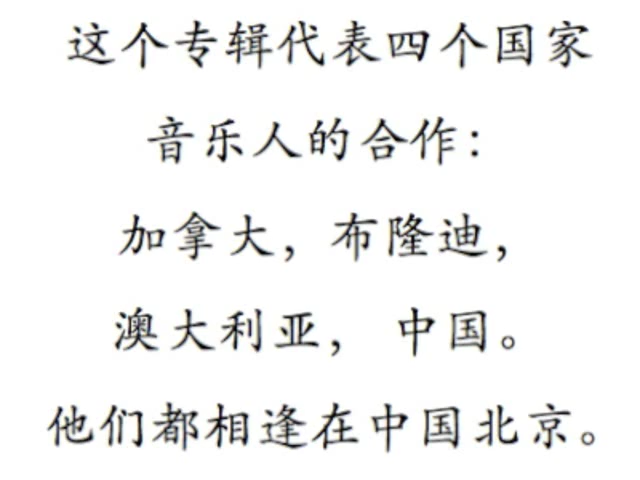 这个专辑代表四个国家
音乐人的合作：
加拿大，布隆迪，
澳大利亚， 中国。
他们都相逢在中国北京。